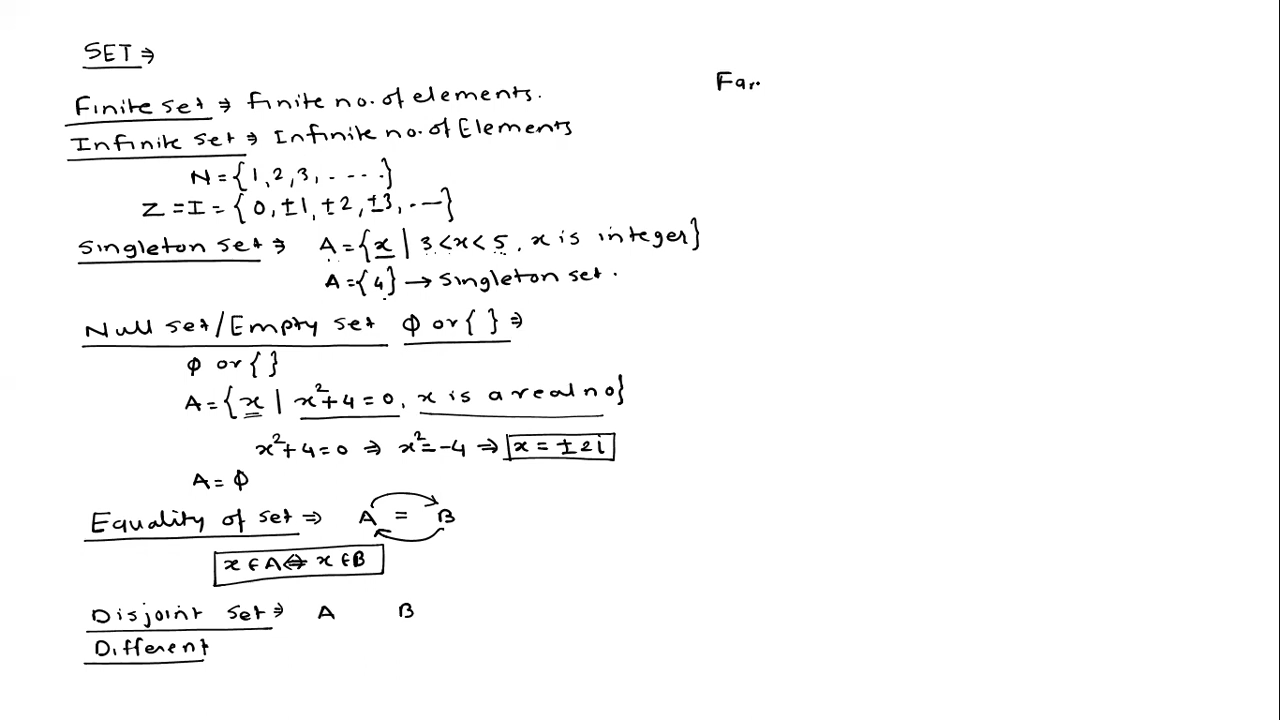 SET ⇒
Finite set ⇒ Finite no. of elements.
Infinite set ⇒ Infinite no. of Elements
N = {1, 2, 3, ....}
Z = I = {0, ±1, ±2, ±3, ...}
Singleton set ⇒ A = {x | 3 < x < 5, x is integer}
A = {4} → Singleton set.
Null set/Empty set ϕ or { } ⇒
ϕ or { }
A = {x | x²+4=0, x is a real no}
x²+4=0 ⇒ x²=-4 ⇒ x = ±2i
A = ϕ
Equality of set ⇒ A = B
x ∈ A ⇔ x ∈ B
Disjoint set ⇒ A B
Different